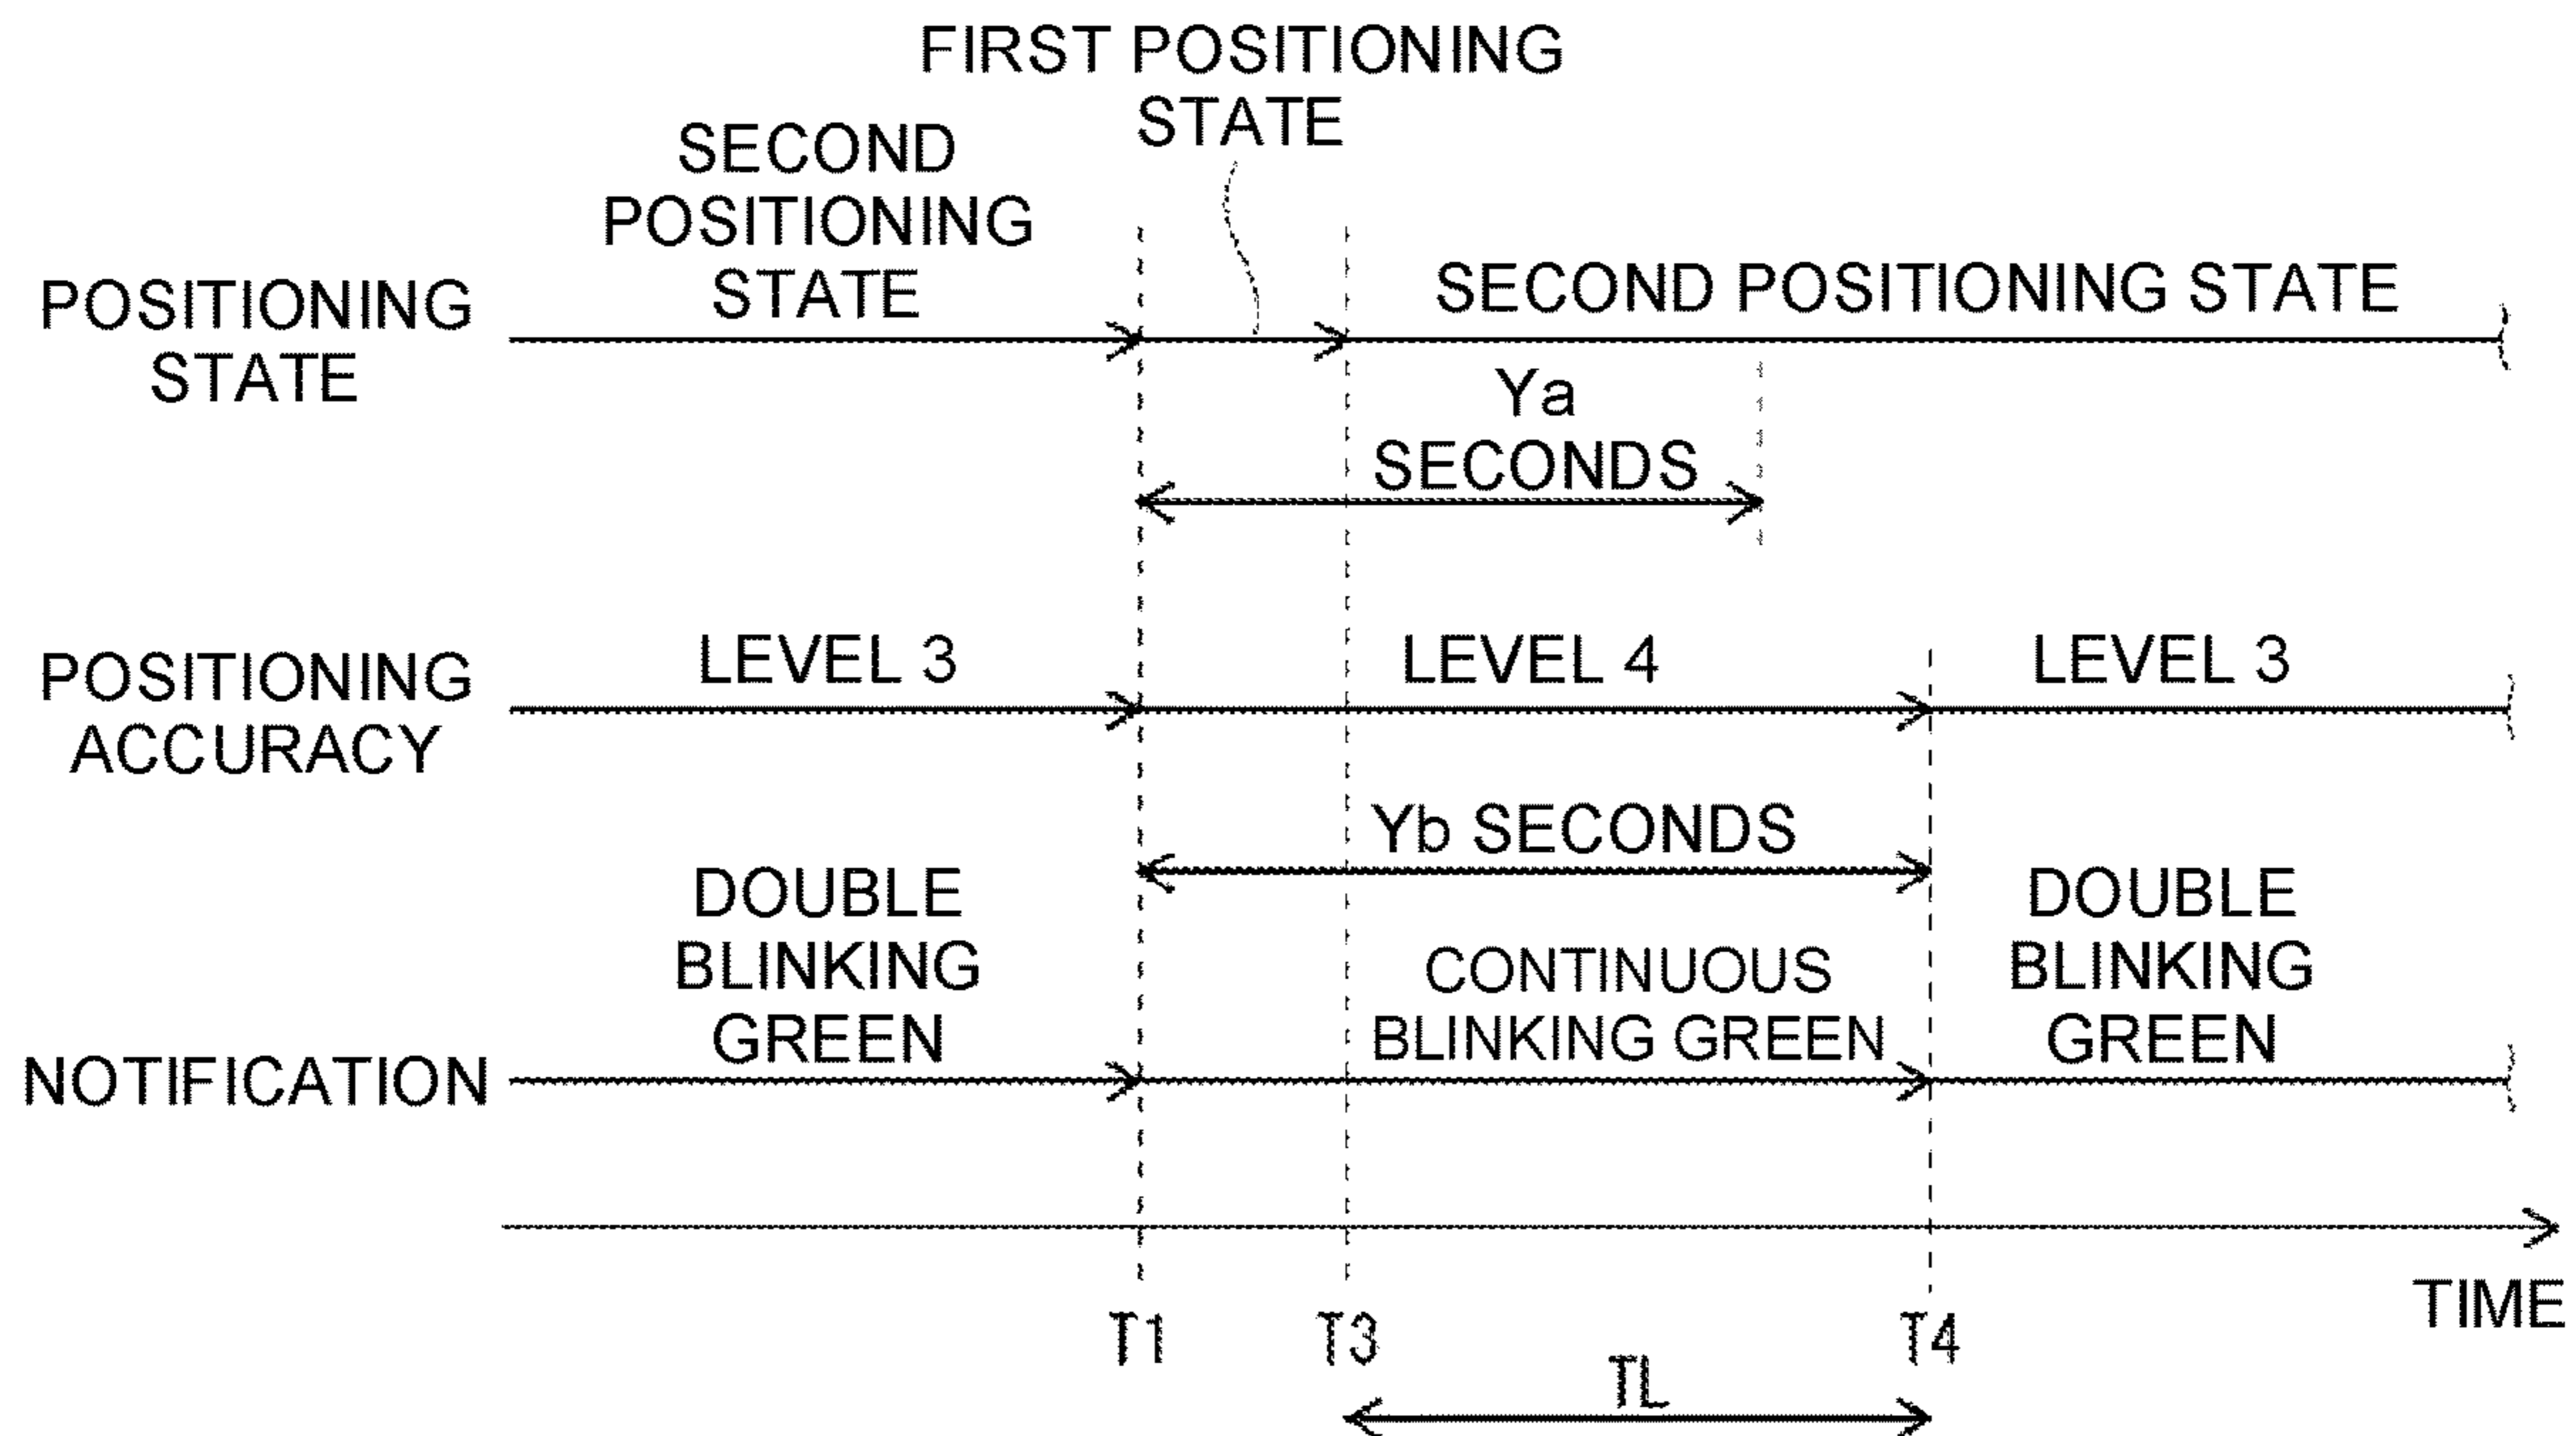 FIRST POSITIONING
STATE
SECOND
POSITIONING
STATE
POSITIONING
STATE
SECOND POSITIONING STATE
Ya
SECONDS
POSITIONING
ACCURACY
LEVEL 3
LEVEL 4
LEVEL 3
Yb SECONDS
NOTIFICATION
DOUBLE
BLINKING
GREEN
CONTINUOUS
BLINKING GREEN
DOUBLE
BLINKING
GREEN
TIME
T1
T3
T4
TL